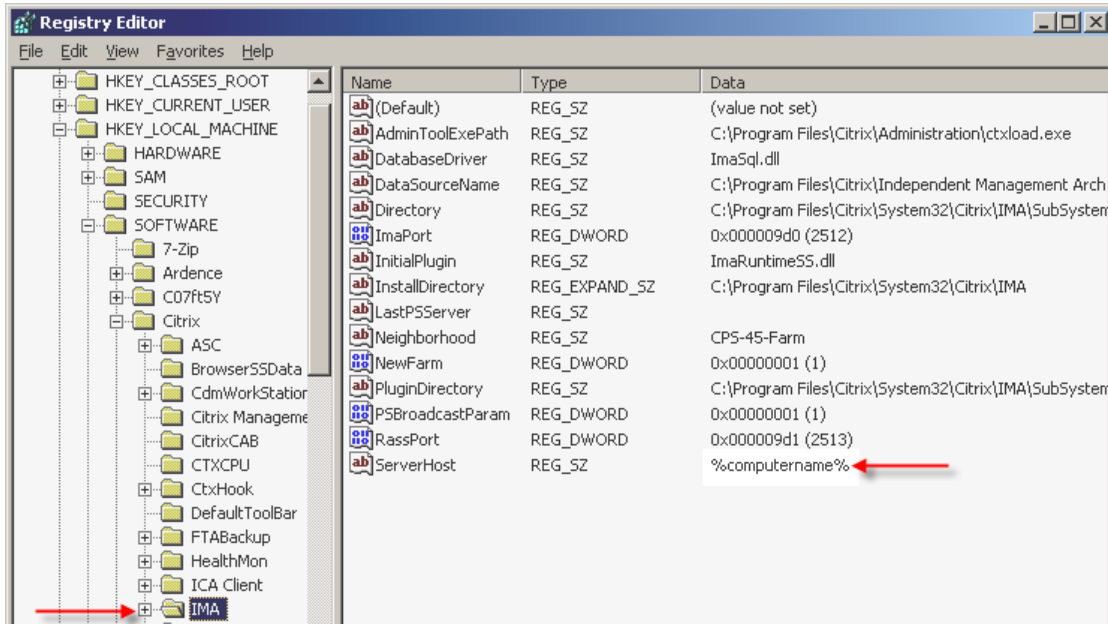 Registry Editor
File Edit View Favorites Help
HKEY_CLASSES_ROOT
HKEY_CURRENT_USER
HKEY_LOCAL_MACHINE
HARDWARE
SAM
SECURITY
SOFTWARE
7-Zip
Ardence
C07ft5Y
Citrix
ASC
BrowserSSData
CdmWorkStation
Citrix Manageme
CitrixCAB
CTXCPU
CtxHook
DefaultToolBar
FTABackup
HealthMon
ICA Client
IMA
Name Type Data
(Default) REG_SZ (value not set)
AdminToolExePath REG_SZ C:\Program Files\Citrix\Administration\ctxload.exe
DatabaseDriver REG_SZ ImaSql.dll
DataSourceName REG_SZ C:\Program Files\Citrix\Independent Management Arch
Directory REG_SZ C:\Program Files\Citrix\System32\Citrix\IMA\SubSystem
ImaPort REG_DWORD 0x000009d0 (2512)
InitialPlugin REG_SZ ImaRuntimeSS.dll
InstallDirectory REG_EXPAND_SZ C:\Program Files\Citrix\System32\Citrix\IMA
LastPSServer REG_SZ
Neighborhood REG_SZ CPS-45-Farm
NewFarm REG_DWORD 0x00000001 (1)
PluginDirectory REG_SZ C:\Program Files\Citrix\System32\Citrix\IMA\SubSystem
PSBroadcastParam REG_DWORD 0x00000001 (1)
RassPort REG_DWORD 0x000009d1 (2513)
ServerHost REG_SZ %computername%